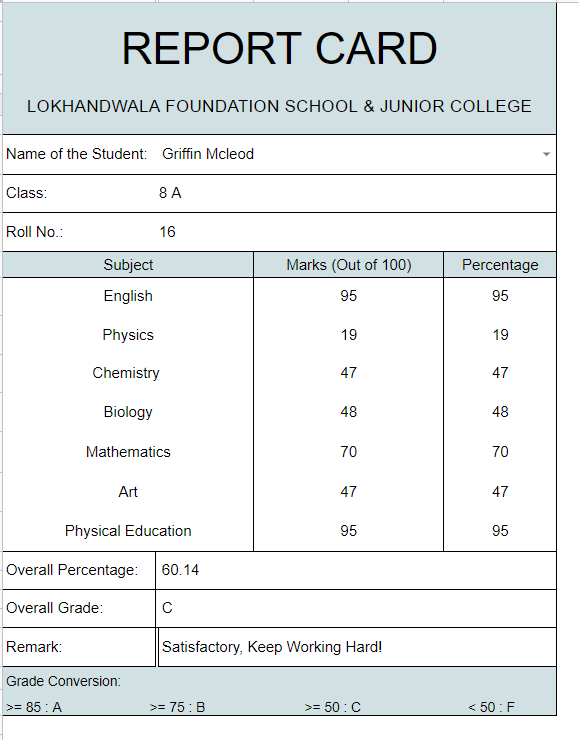 REPORT CARD
LOKHANDWALA FOUNDATION SCHOOL & JUNIOR COLLEGE
Name of the Student: Griffin Mcleod
Class: 8 A
Roll No.: 16
Subject Marks (Out of 100) Percentage
English 95 95
Physics 19 19
Chemistry 47 47
Biology 48 48
Mathematics 70 70
Art 47 47
Physical Education 95 95
Overall Percentage: 60.14
Overall Grade: C
Remark: Satisfactory, Keep Working Hard!
Grade Conversion:
>= 85 : A >= 75 : B >= 50 : C < 50 : F